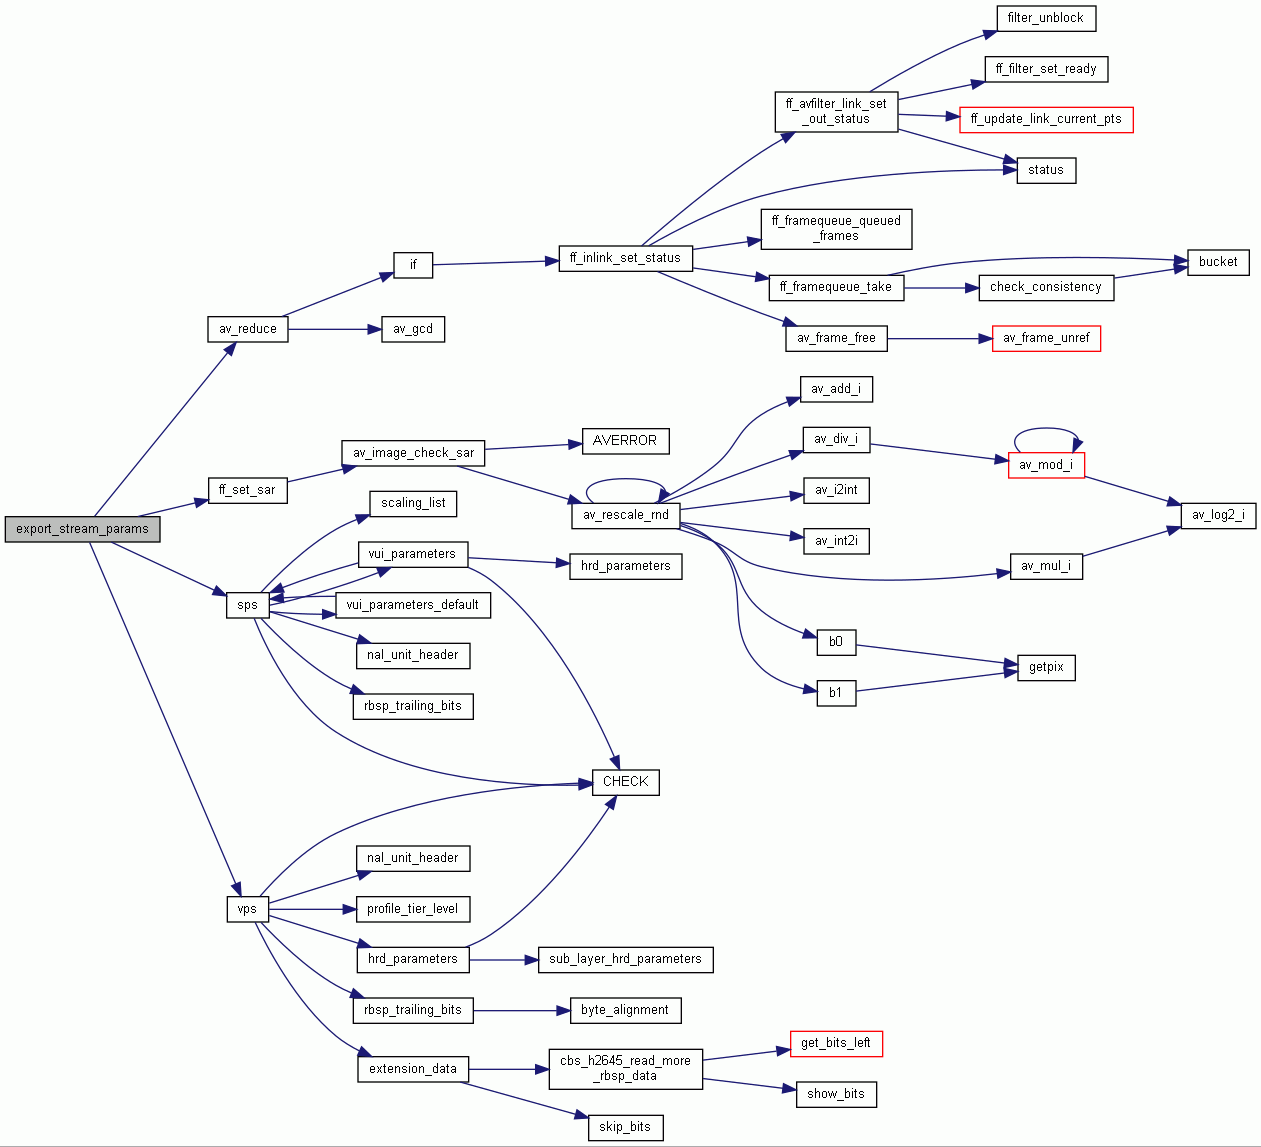 filter_unblock
ff_filter_set_ready
ff_avfilter_link_set
_out_status
ff_update_link_current_pts
status
ff_framequeue_queued
_frames
if
ff_inlink_set_status
bucket
ff_framequeue_take
check_consistency
av_reduce
av_gcd
av_frame_free
av_frame_unref
av_add_i
AVERROR
av_div_i
av_image_check_sar
av_mod_i
ff_set_sar
av_i2int
scaling_list
av_rescale_rnd
av_log2_i
export_stream_params
av_int2i
vui_parameters
hrd_parameters
av_mul_i
sps
vui_parameters_default
b0
nal_unit_header
getpix
b1
rbsp_trailing_bits
CHECK
nal_unit_header
vps
profile_tier_level
hrd_parameters
sub_layer_hrd_parameters
rbsp_trailing_bits
byte_alignment
get_bits_left
extension_data
cbs_h2645_read_more
_rbsp_data
show_bits
skip_bits